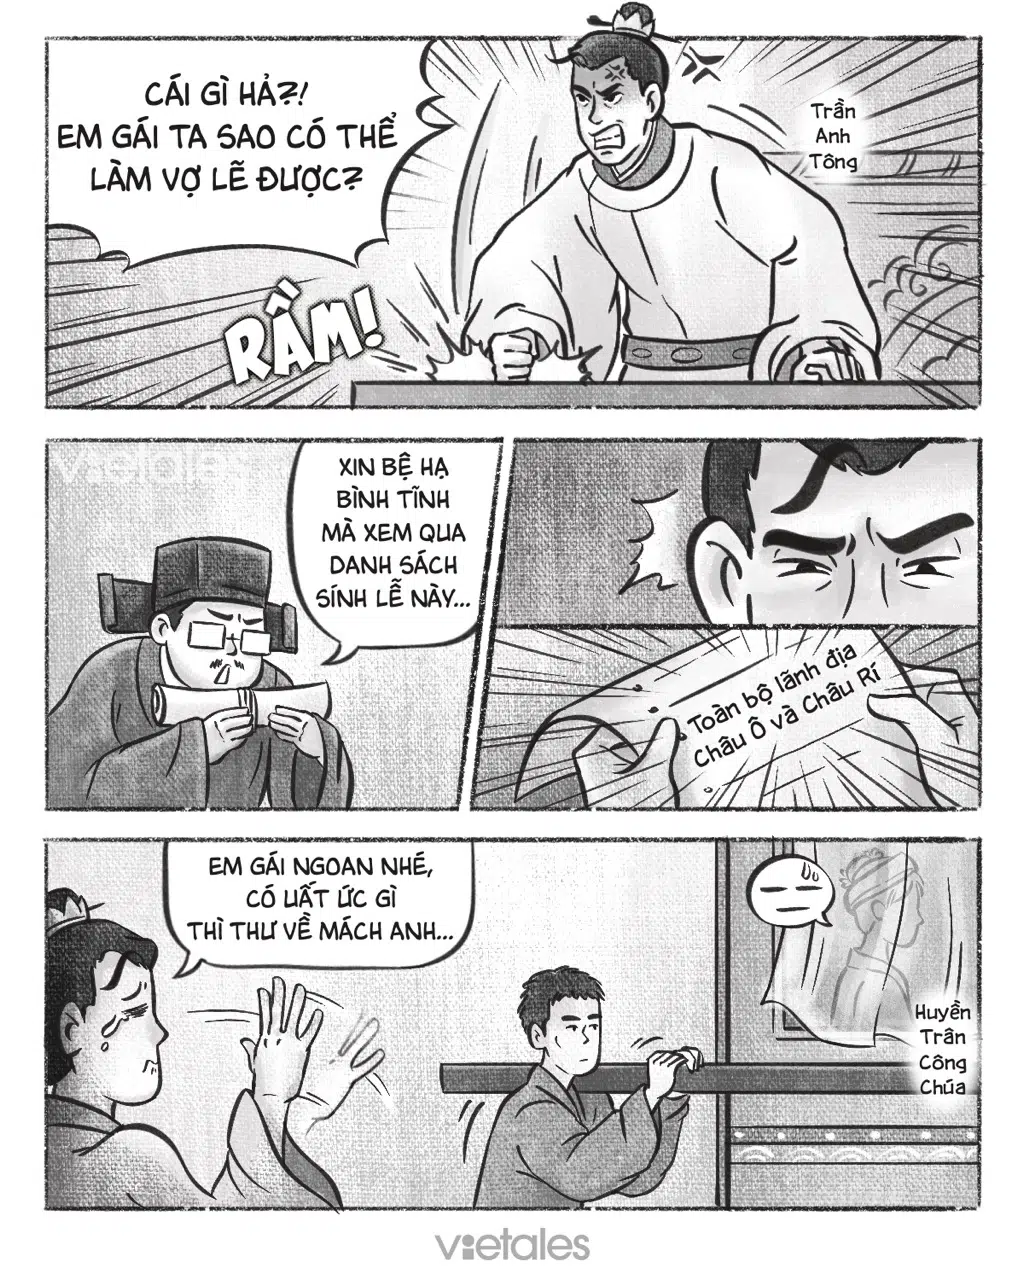 CÁI GÌ HẢ?!
EM GÁI TA SAO CÓ THỂ
LÀM VỢ LẼ ĐƯỢC?
Trần
Anh
Tông
RẦM!
vietales
XIN BỆ HẠ
BÌNH TĨNH
MÀ XEM QUA
DANH SÁCH
SÍNH LỄ NÀY...
Toàn bộ lãnh địa
Châu Ô và Châu Rí
EM GÁI NGOAN NHÉ,
CÓ UẤT ỨC GÌ
THÌ THƯ VỀ MÁCH ANH...
Huyền
Trân
Công
Chúa
vietales